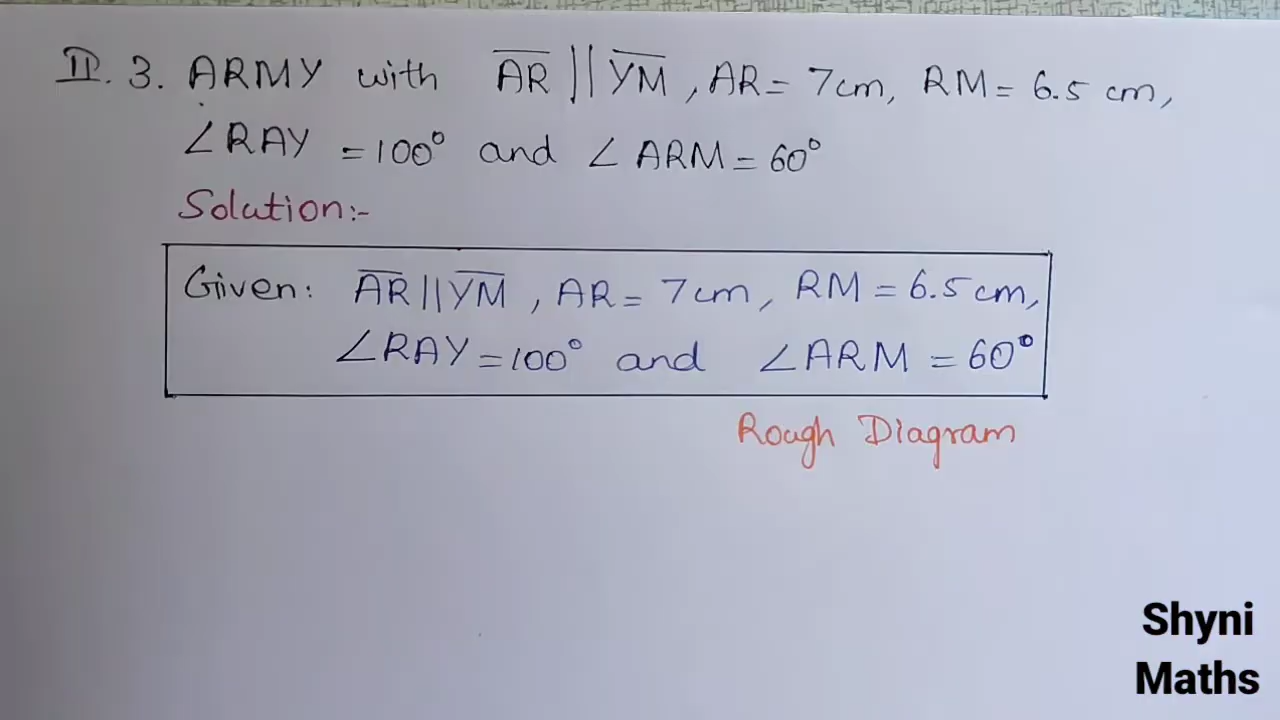 II. 3. ARMY with AR || YM, AR = 7cm, RM = 6.5 cm,
∠RAY = 100° and ∠ARM = 60°
Solution:-
Given: AR || YM, AR = 7cm, RM = 6.5cm,
∠RAY = 100° and ∠ARM = 60°
Rough Diagram
Shyni
Maths